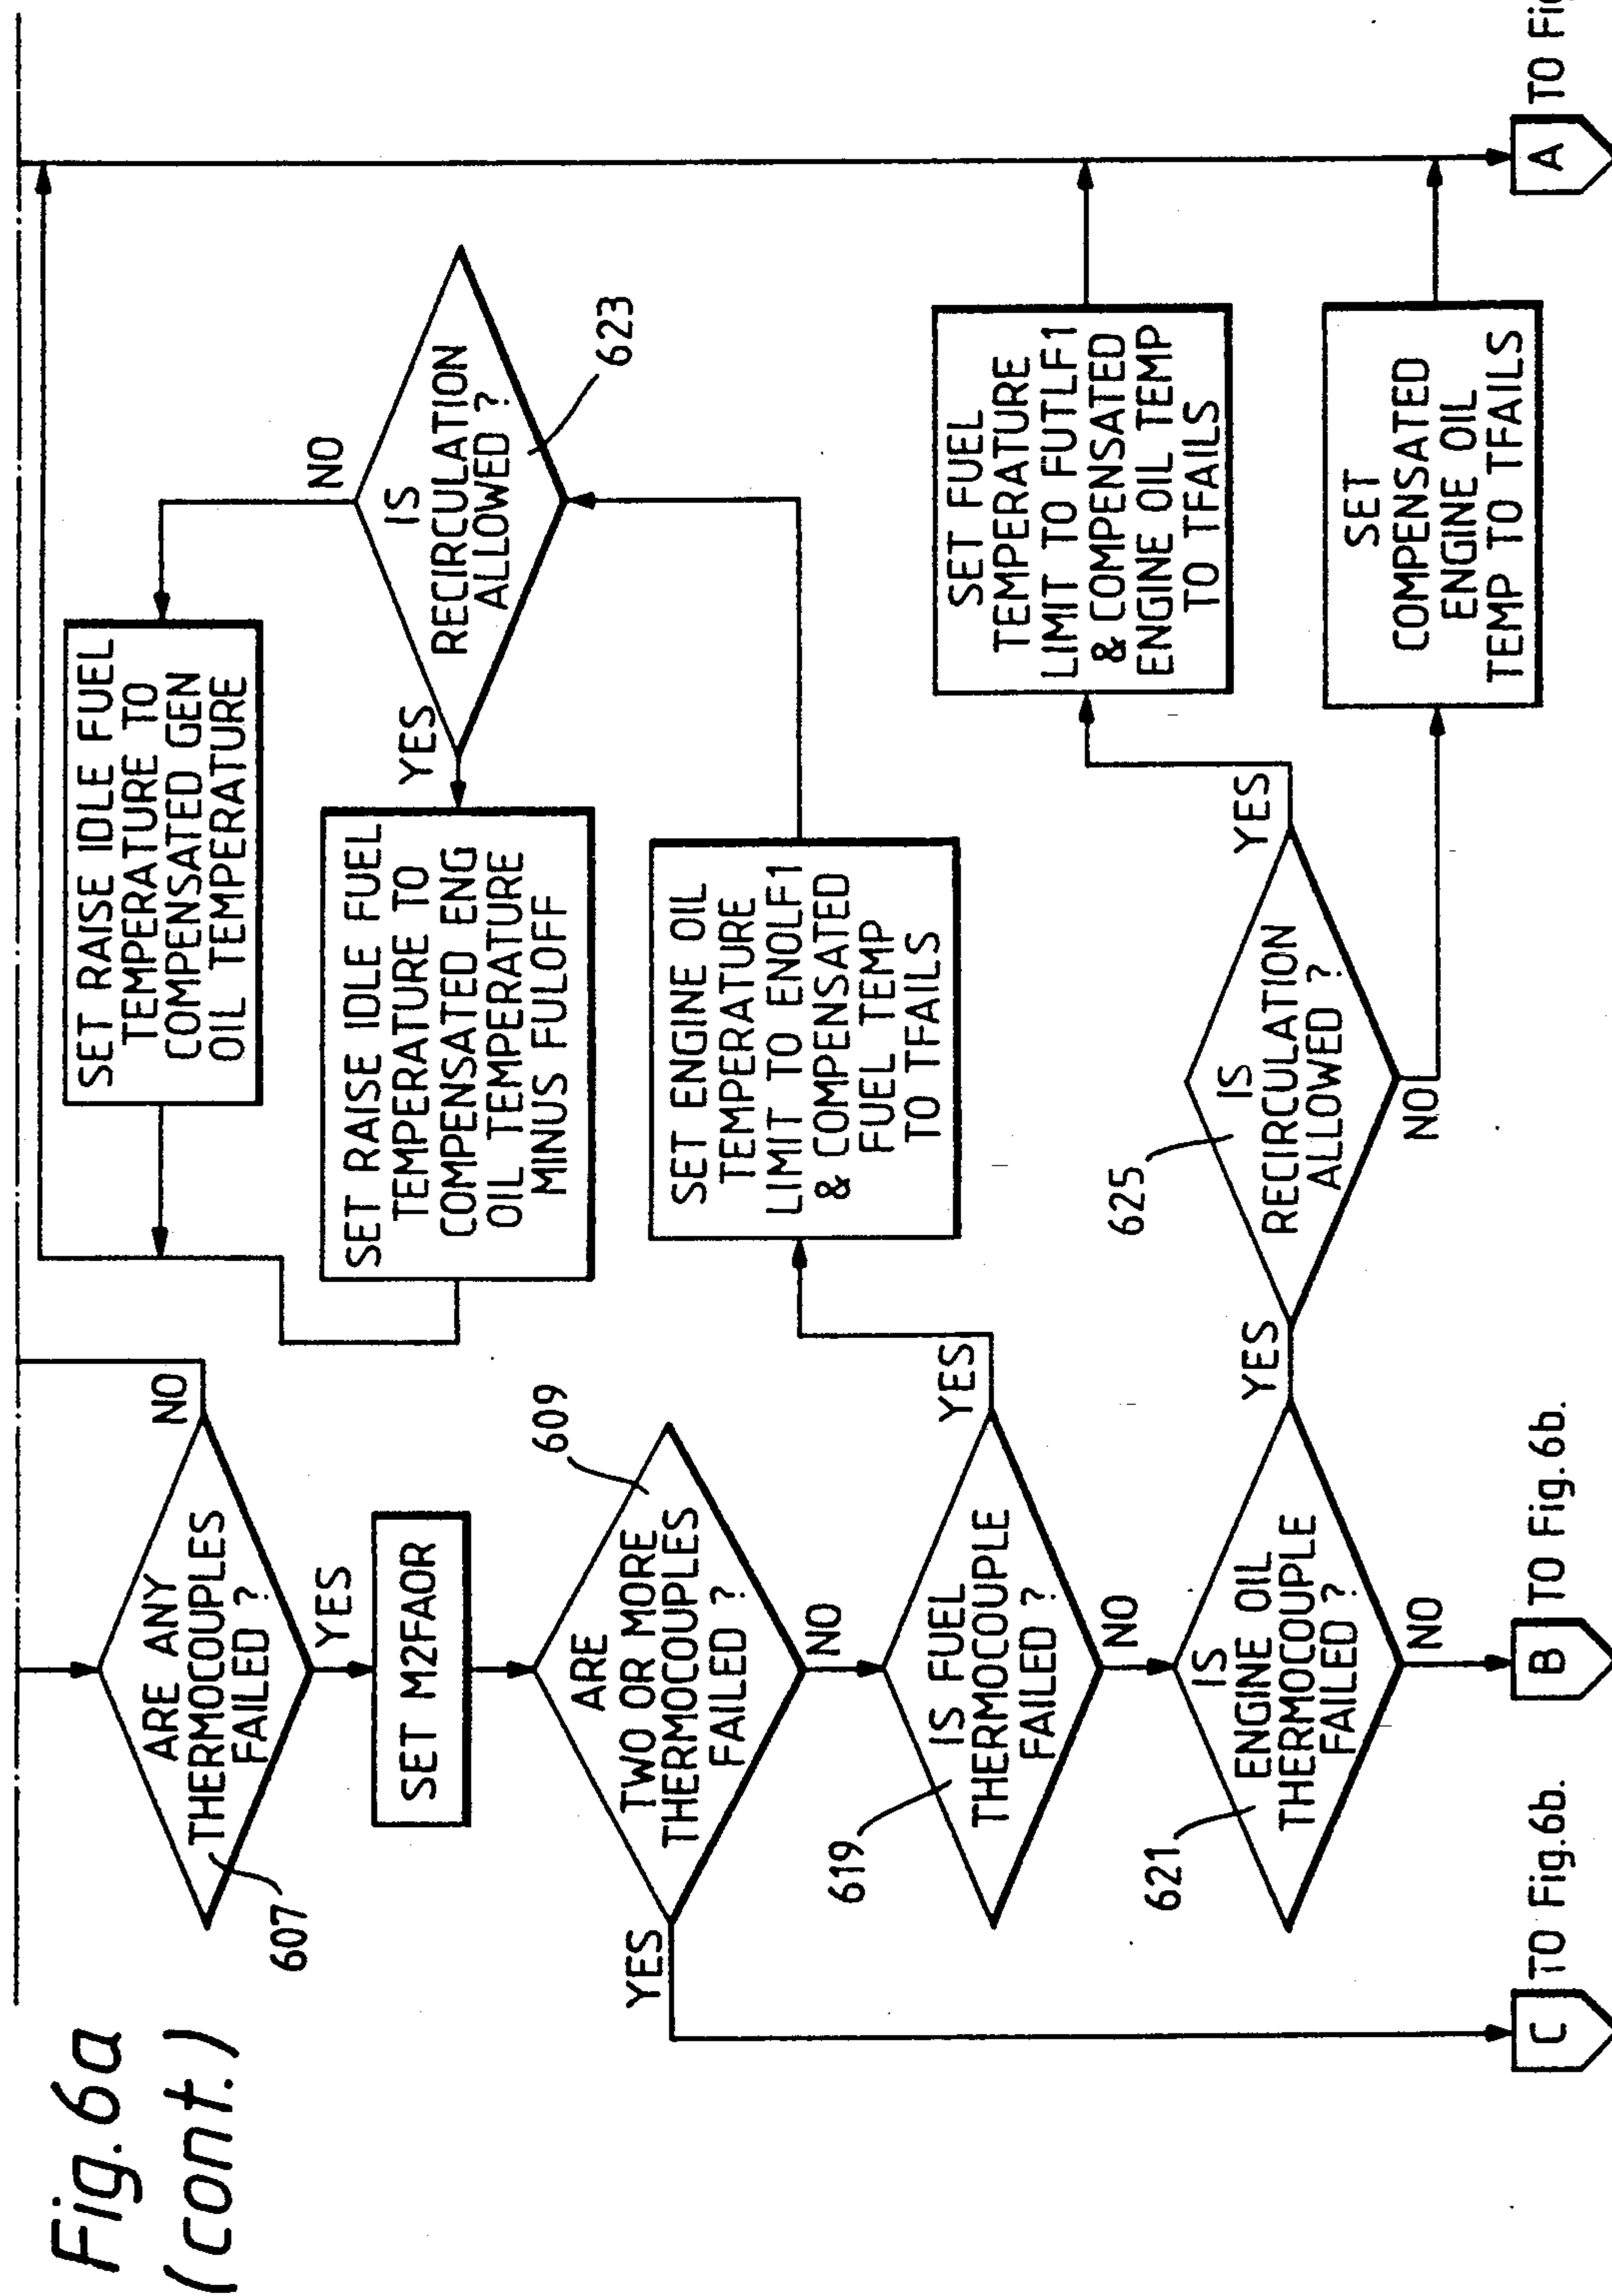 Fig.6a
(cont.)
ARE ANY
THERMOCOUPLES
FAILED ?
NO
YES
607
SET M2FAOR
ARE
TWO OR MORE
THERMOCOUPLES
FAILED ?
609
YES
NO
IS FUEL
THERMOCOUPLE
FAILED ?
619
YES
NO
IS
ENGINE OIL
THERMOCOUPLE
FAILED ?
621
YES
NO
SET RAISE IDLE FUEL
TEMPERATURE TO
COMPENSATED GEN
OIL TEMPERATURE
SET RAISE IDLE FUEL
TEMPERATURE TO
COMPENSATED ENG
OIL TEMPERATURE
MINUS FULOFF
IS
RECIRCULATION
ALLOWED ?
623
NO
YES
SET ENGINE OIL
TEMPERATURE
LIMIT TO ENOLF1
& COMPENSATED
FUEL TEMP
TO TFAILS
IS
RECIRCULATION
ALLOWED ?
625
YES
NO
SET FUEL
TEMPERATURE
LIMIT TO FUTLF1
& COMPENSATED
ENGINE OIL TEMP
TO TFAILS
SET
COMPENSATED
ENGINE OIL
TEMP TO TFAILS
C TO Fig.6b.
B TO Fig.6b.
A TO